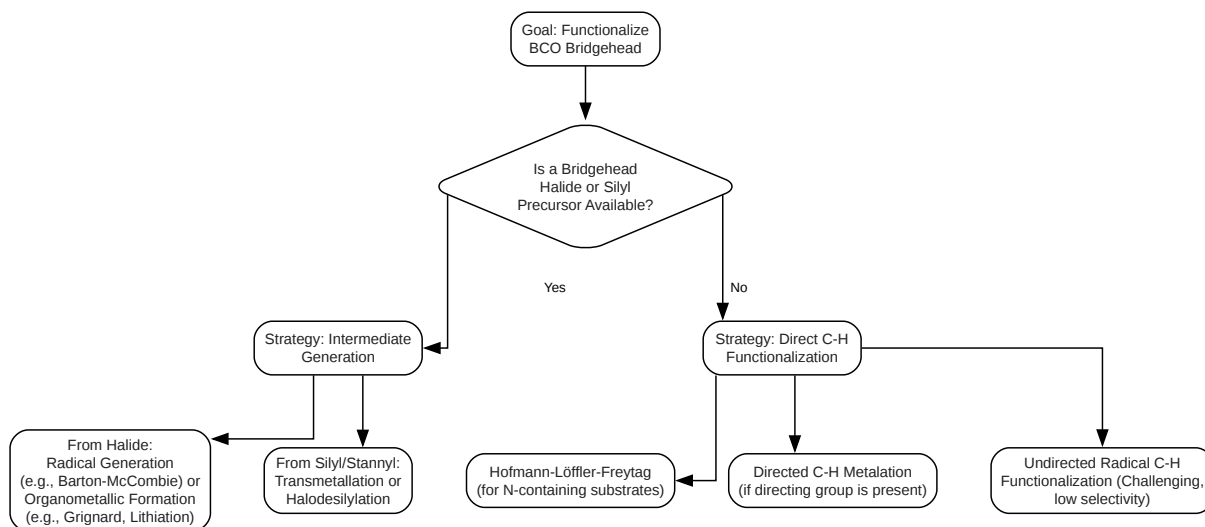 Goal: Functionalize
BCO Bridgehead
Is a Bridgehead
Halide or Silyl
Precursor Available?
Yes
No
Strategy: Intermediate
Generation
Strategy: Direct C-H
Functionalization
From Halide:
Radical Generation
(e.g., Barton-McCombie) or
Organometallic Formation
(e.g., Grignard, Lithiation)
From Silyl/Stannyl:
Transmetallation or
Halodesilylation
Hofmann-Löffler-Freytag
(for N-containing substrates)
Directed C-H Metalation
(if directing group is present)
Undirected Radical C-H
Functionalization (Challenging,
low selectivity)